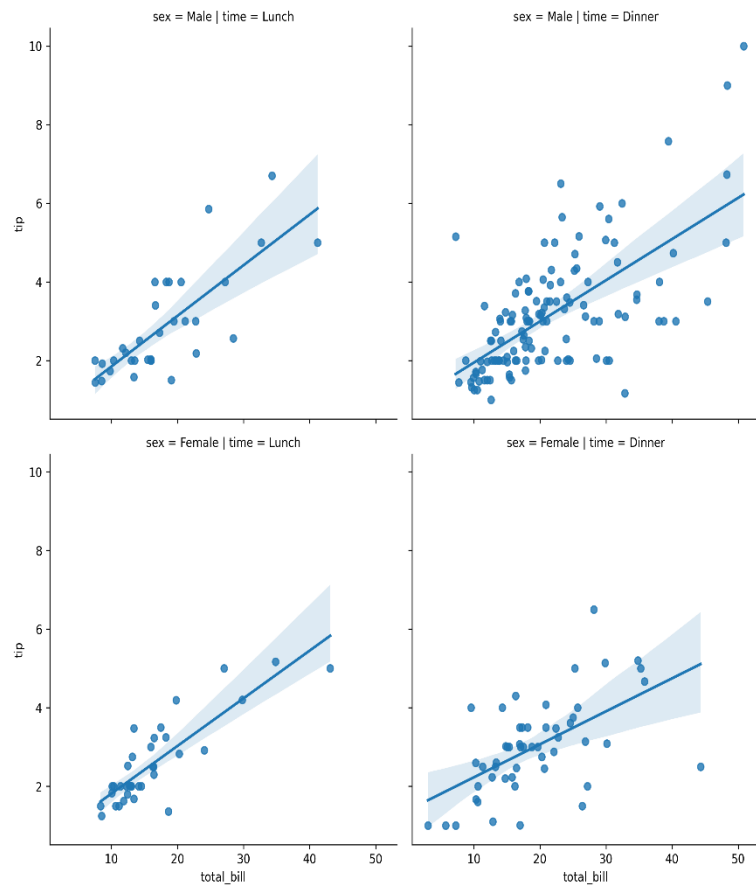 sex = Male | time = Lunch
sex = Male | time = Dinner
10
8
6
4
2
tip
sex = Female | time = Lunch
sex = Female | time = Dinner
10
8
6
4
2
tip
10 20 30 40 50
10 20 30 40 50
total_bill
total_bill